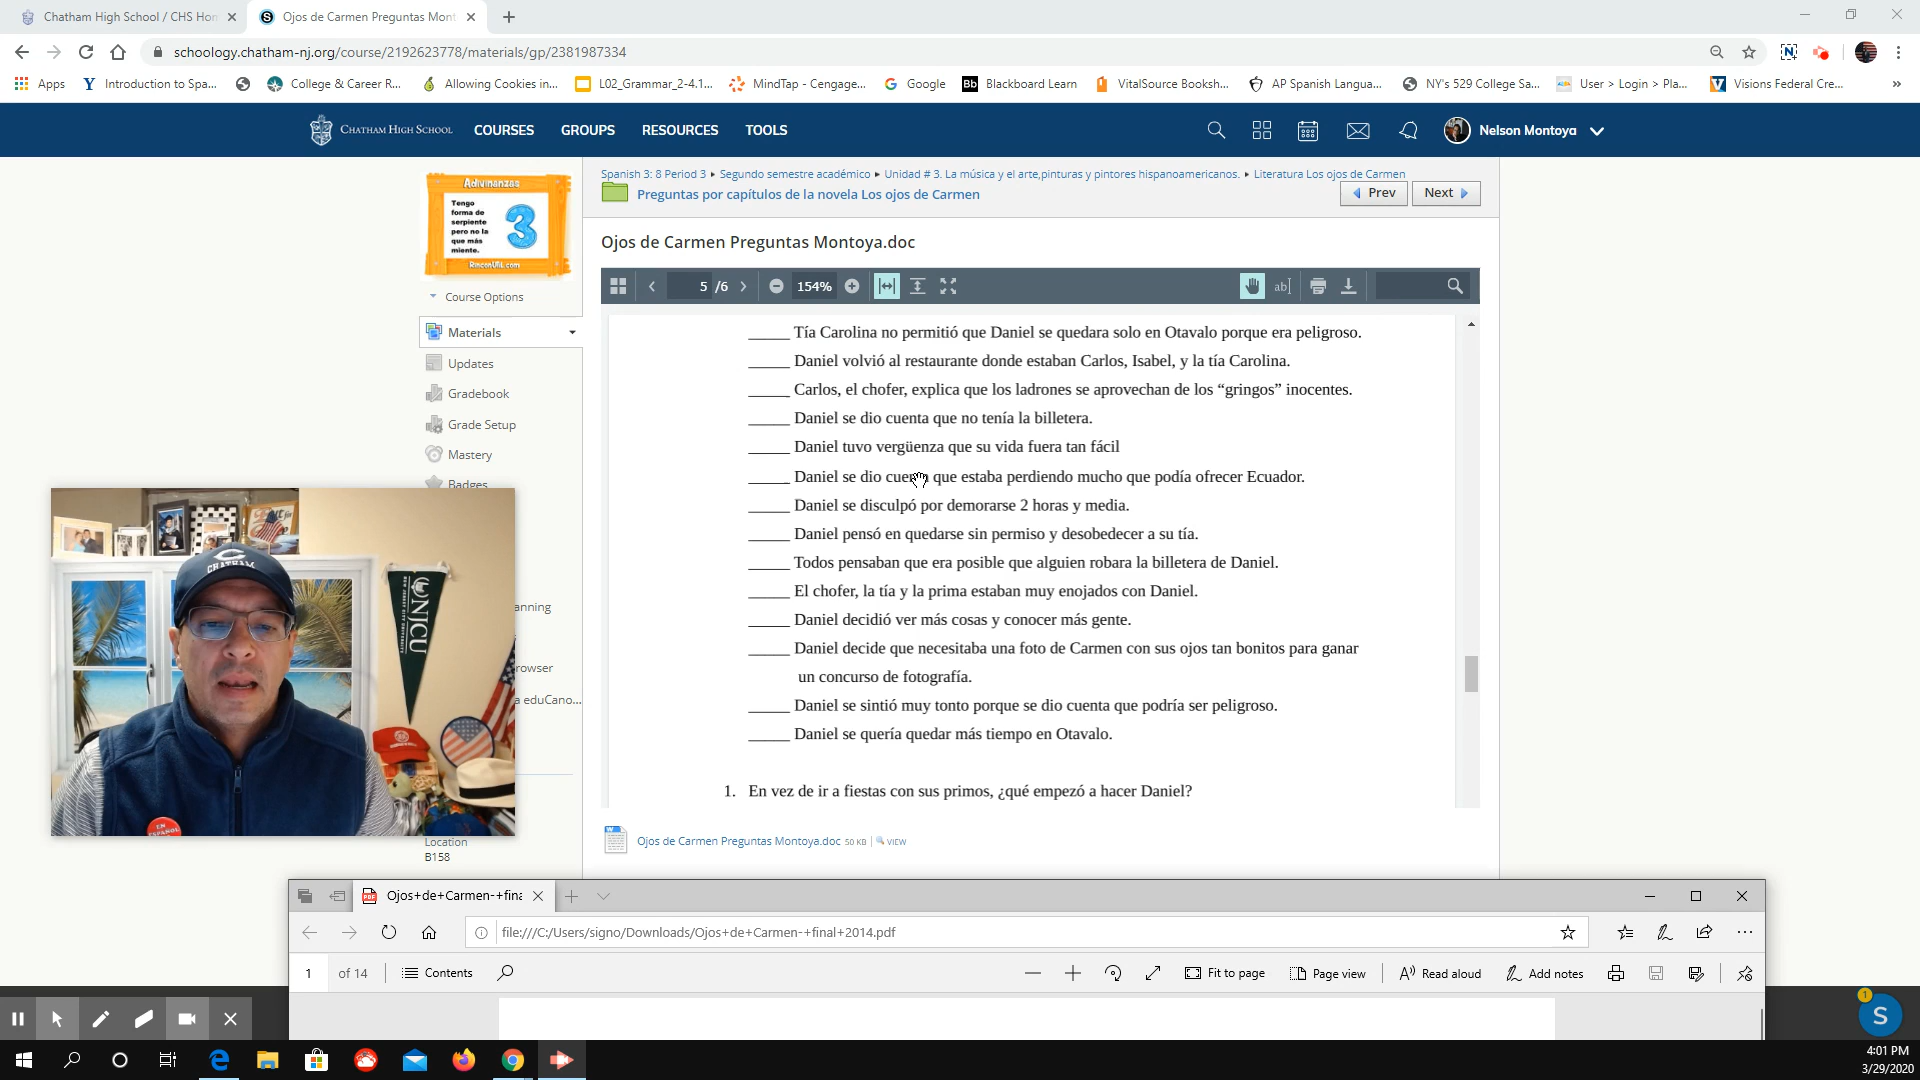 Chatham High School / CHS Hom
Ojos de Carmen Preguntas Mont
schoology.chatham-nj.org/course/2192623778/materials/gp/2381987334
Apps
Introduction to Spa...
College & Career R...
Allowing Cookies in...
L02_Grammar_2-4.1...
MindTap - Cengage...
Google
Blackboard Learn
VitalSource Booksh...
AP Spanish Langua...
NY's 529 College Sa...
User > Login > Pla...
Visions Federal Cre...
CHATHAM HIGH SCHOOL
COURSES
GROUPS
RESOURCES
TOOLS
Nelson Montoya
Adivinanzas
Tengo
forma de
serpiente
pero no la
que más
miente.
3
RinconUtil.com
Course Options
Materials
Updates
Gradebook
Grade Setup
Mastery
Badges
anning
rowser
a eduCano...
Location
B158
Spanish 3: 8 Period 3 ▸ Segundo semestre académico ▸ Unidad # 3. La música y el arte,pinturas y pintores hispanoamericanos. ▸ Literatura Los ojos de Carmen
Preguntas por capítulos de la novela Los ojos de Carmen
Prev
Next
Ojos de Carmen Preguntas Montoya.doc
5 /6
154%
_____ Tía Carolina no permitió que Daniel se quedara solo en Otavalo porque era peligroso.
_____ Daniel volvió al restaurante donde estaban Carlos, Isabel, y la tía Carolina.
_____ Carlos, el chofer, explica que los ladrones se aprovechan de los “gringos” inocentes.
_____ Daniel se dio cuenta que no tenía la billetera.
_____ Daniel tuvo vergüenza que su vida fuera tan fácil
_____ Daniel se dio cuenta que estaba perdiendo mucho que podía ofrecer Ecuador.
_____ Daniel se disculpó por demorarse 2 horas y media.
_____ Daniel pensó en quedarse sin permiso y desobedecer a su tía.
_____ Todos pensaban que era posible que alguien robara la billetera de Daniel.
_____ El chofer, la tía y la prima estaban muy enojados con Daniel.
_____ Daniel decidió ver más cosas y conocer más gente.
_____ Daniel decide que necesitaba una foto de Carmen con sus ojos tan bonitos para ganar
un concurso de fotografía.
_____ Daniel se sintió muy tonto porque se dio cuenta que podría ser peligroso.
_____ Daniel se quería quedar más tiempo en Otavalo.
1. En vez de ir a fiestas con sus primos, ¿qué empezó a hacer Daniel?
Ojos de Carmen Preguntas Montoya.doc 50 KB
VIEW
CHATHAM
NJCU
EN
ESPAÑOL
Ojos+de+Carmen-+fina
file:///C:/Users/signo/Downloads/Ojos+de+Carmen-+final+2014.pdf
1 of 14
Contents
Fit to page
Page view
Read aloud
Add notes
1
S
4:01 PM
3/29/2020